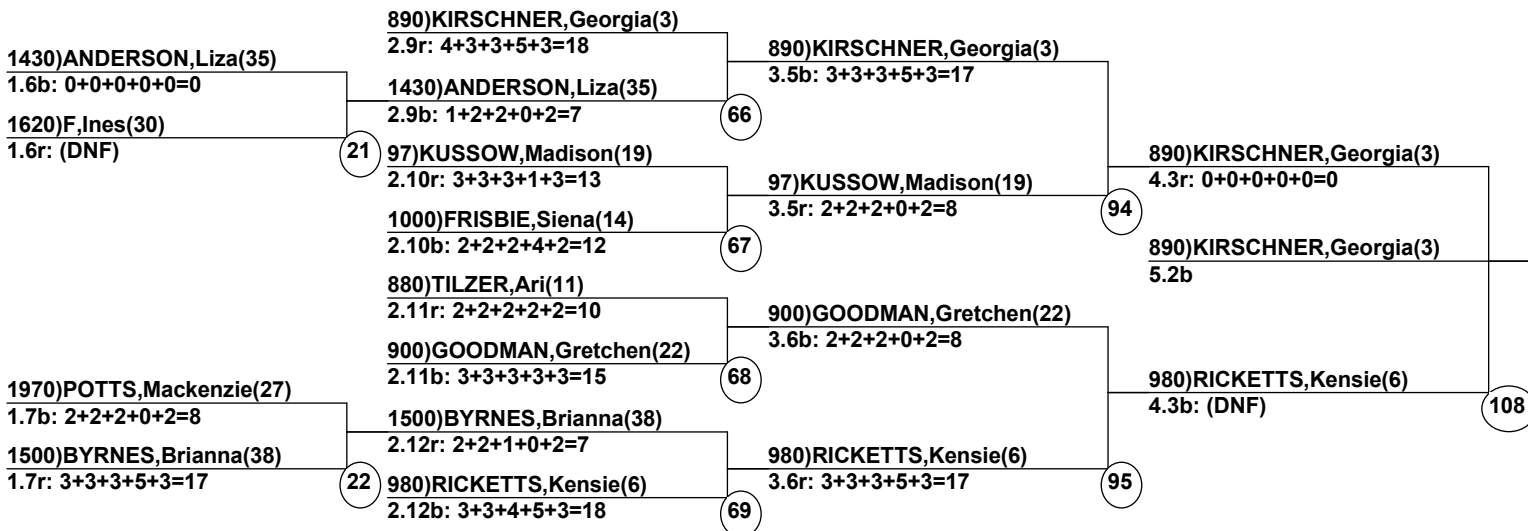 1430)ANDERSON,Liza(35)
1.6b: 0+0+0+0+0=0
1620)F,Ines(30)
1.6r: (DNF)
21
1970)POTTS,Mackenzie(27)
1.7b: 2+2+2+0+2=8
1500)BYRNES,Brianna(38)
1.7r: 3+3+3+5+3=17
22
890)KIRSCHNER,Georgia(3)
2.9r: 4+3+3+5+3=18
1430)ANDERSON,Liza(35)
2.9b: 1+2+2+0+2=7
66
97)KUSSOW,Madison(19)
2.10r: 3+3+3+1+3=13
1000)FRISBIE,Siena(14)
2.10b: 2+2+2+4+2=12
67
880)TILZER,Ari(11)
2.11r: 2+2+2+2+2=10
900)GOODMAN,Gretchen(22)
2.11b: 3+3+3+3+3=15
68
1500)BYRNES,Brianna(38)
2.12r: 2+2+1+0+2=7
980)RICKETTS,Kensie(6)
2.12b: 3+3+4+5+3=18
69
890)KIRSCHNER,Georgia(3)
3.5b: 3+3+3+5+3=17
97)KUSSOW,Madison(19)
3.5r: 2+2+2+0+2=8
94
900)GOODMAN,Gretchen(22)
3.6b: 2+2+2+0+2=8
980)RICKETTS,Kensie(6)
3.6r: 3+3+3+5+3=17
95
890)KIRSCHNER,Georgia(3)
4.3r: 0+0+0+0+0=0
890)KIRSCHNER,Georgia(3)
5.2b
980)RICKETTS,Kensie(6)
4.3b: (DNF)
108